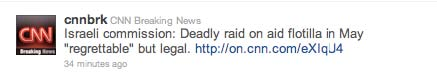 CNN
Breaking News
cnnbrk CNN Breaking News
Israeli commission: Deadly raid on aid flotilla in May
"regrettable" but legal. http://on.cnn.com/eXIqU4
34 minutes ago